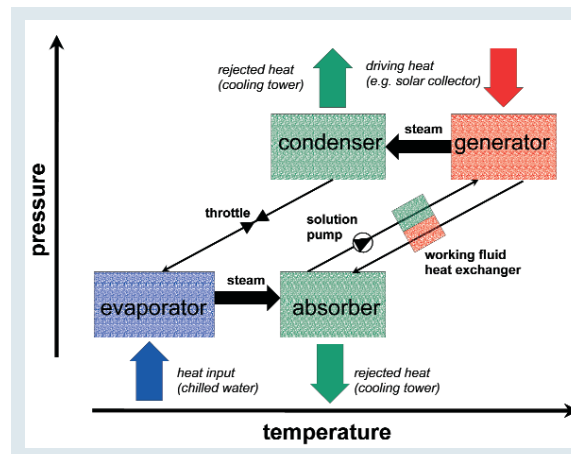 rejected heat
(cooling tower)
driving heat
(e.g. solar collector)
condenser
steam
generator
throttle
solution
pump
working fluid
heat exchanger
evaporator
steam
absorber
heat input
(chilled water)
rejected heat
(cooling tower)
pressure
temperature